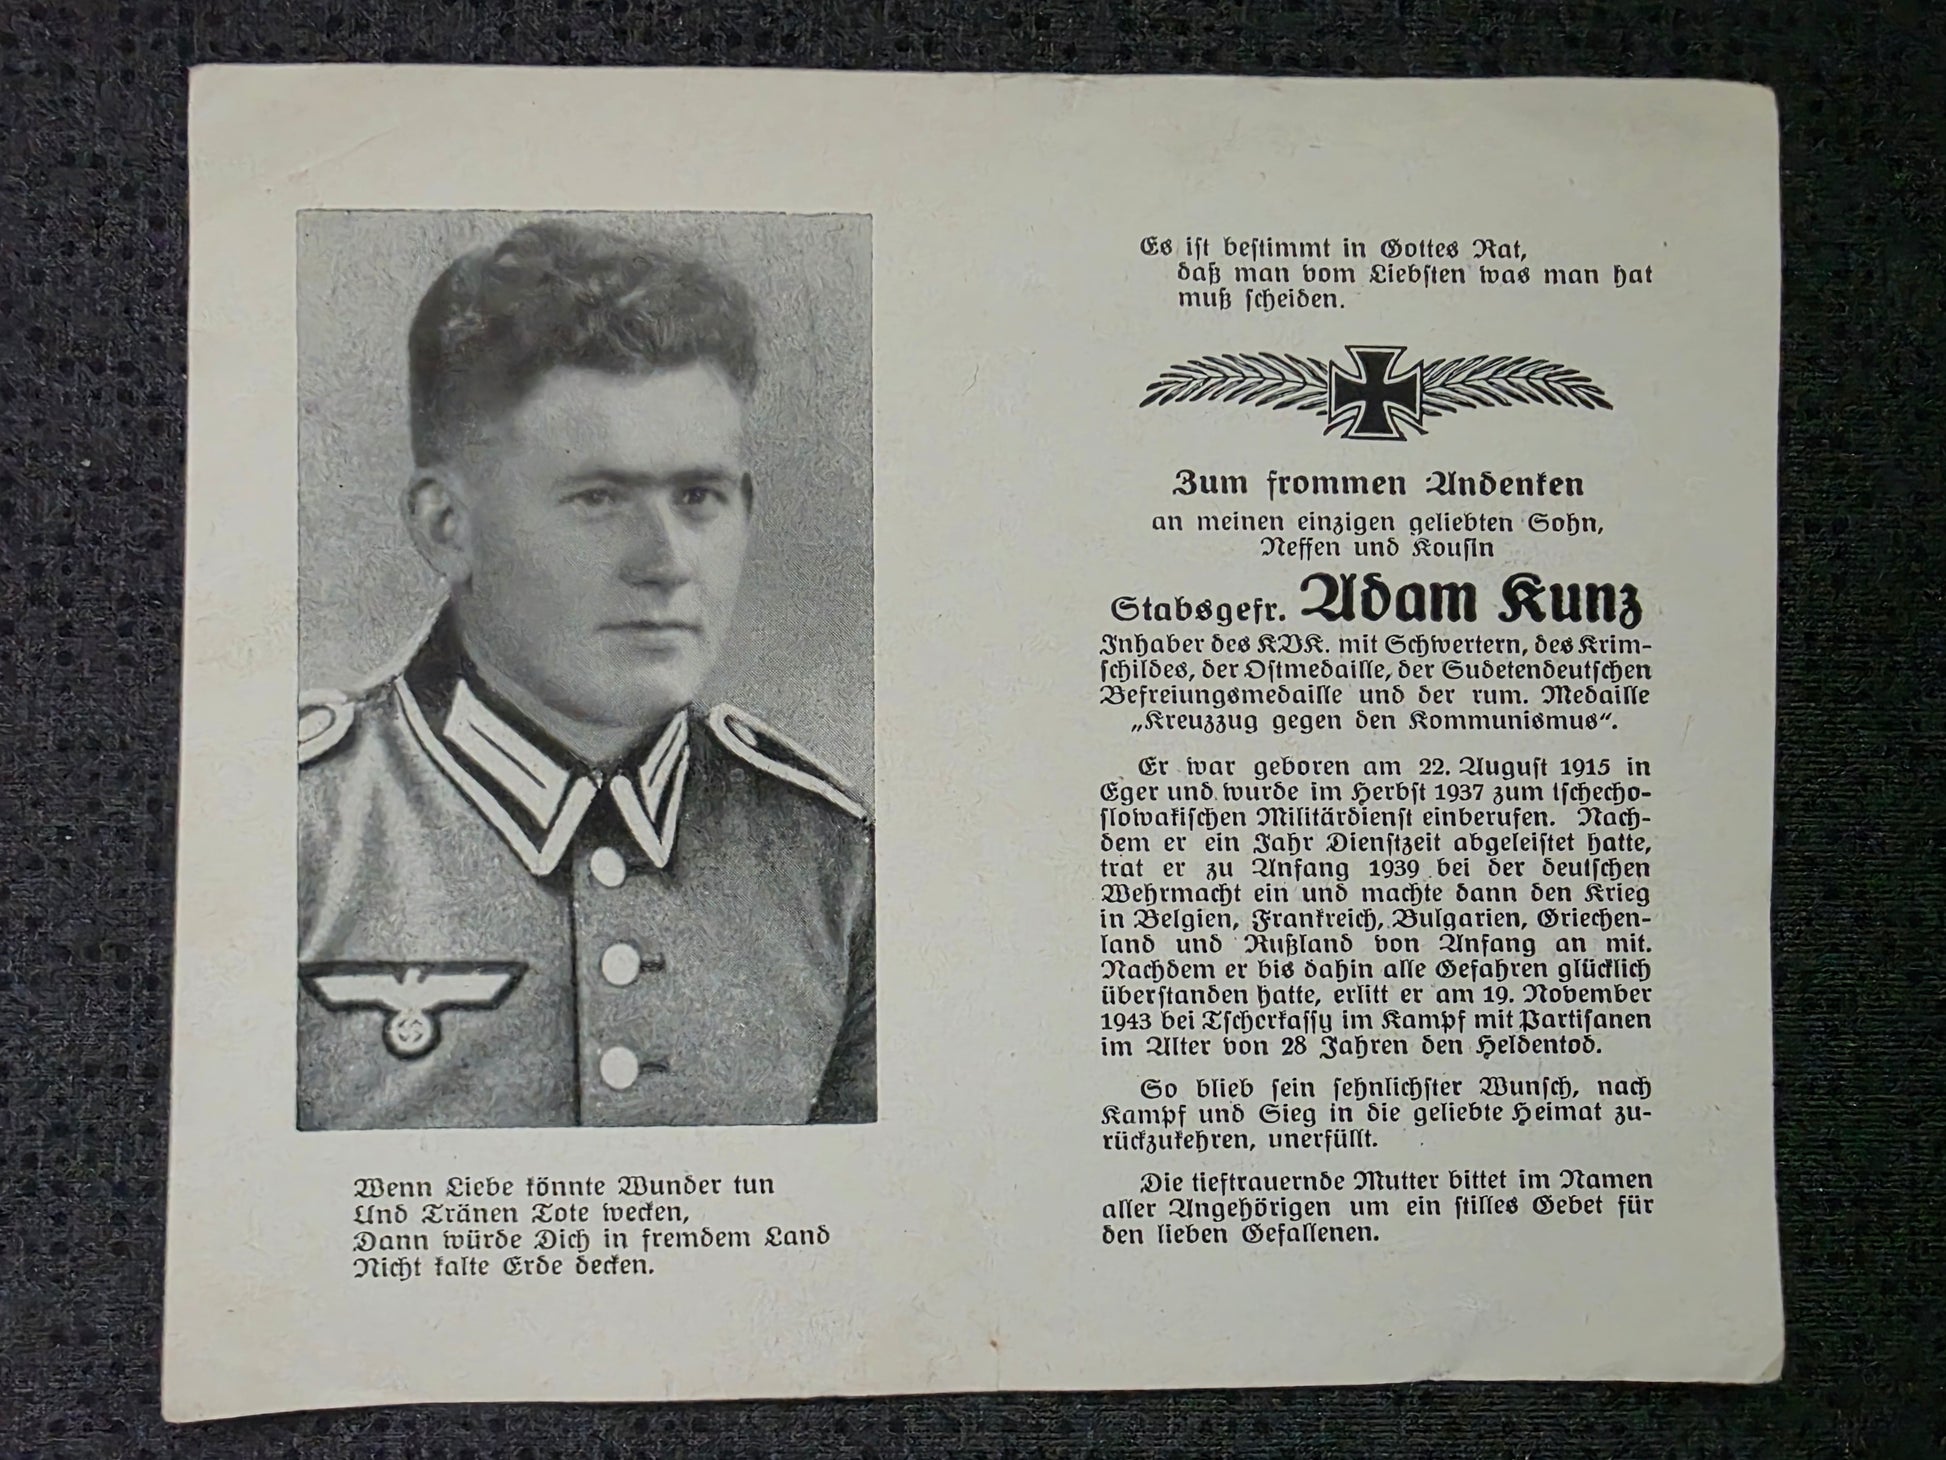 Wenn Liebe könnte Wunder tun
Und Tränen Tote wecken,
Dann würde Dich in fremdem Land
Nicht kalte Erde decken.
Es ist bestimmt in Gottes Rat,
daß man vom Liebsten was man hat
muß scheiden.
Zum frommen Andenken
an meinen einzigen geliebten Sohn,
Neffen und Kousin
Stabsgefr. Adam Kunz
Inhaber des KVK. mit Schwertern, des Krim-
schildes, der Ostmedaille, der Sudetendeutschen
Befreiungsmedaille und der rum. Medaille
„Kreuzzug gegen den Kommunismus“.
Er war geboren am 22. August 1915 in
Eger und wurde im Herbst 1937 zum tschecho-
slowakischen Militärdienst einberufen. Nach-
dem er ein Jahr Dienstzeit abgeleistet hatte,
trat er zu Anfang 1939 bei der deutschen
Wehrmacht ein und machte dann den Krieg
in Belgien, Frankreich, Bulgarien, Griechen-
land und Rußland von Anfang an mit.
Nachdem er bis dahin alle Gefahren glücklich
überstanden hatte, erlitt er am 19. November
1943 bei Tscherkassy im Kampf mit Partisanen
im Alter von 28 Jahren den Heldentod.
So blieb sein sehnlichster Wunsch, nach
Kampf und Sieg in die geliebte Heimat zu-
rückzukehren, unerfüllt.
Die tieftrauernde Mutter bittet im Namen
aller Angehörigen um ein stilles Gebet für
den lieben Gefallenen.